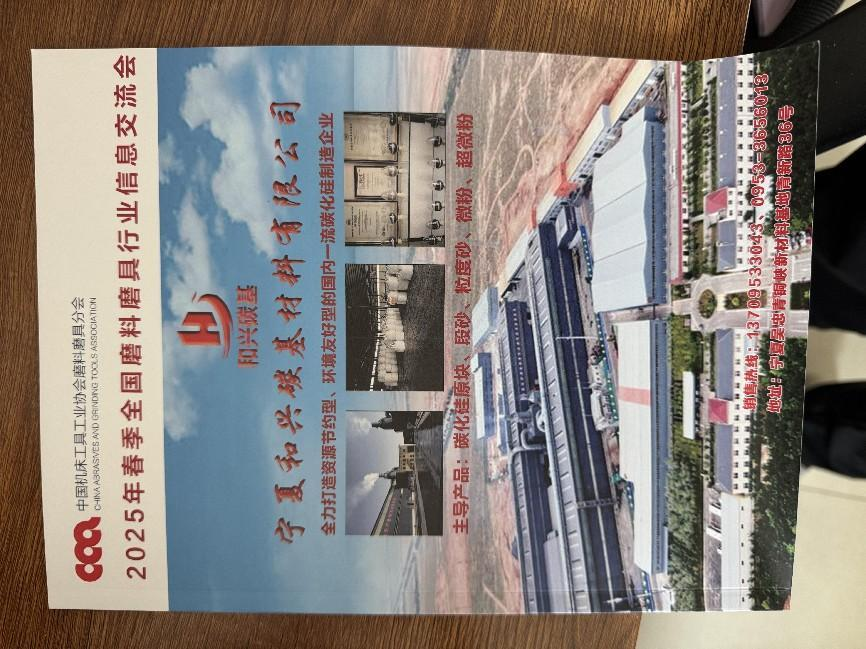 中国机床工具工业协会磨料磨具分会
CHINA ABRASIVES AND GRINDING TOOLS ASSOCIATION
2025年春季全国磨料磨具行业信息交流会
和兴碳基
宁夏和兴碳基材料有限公司
全力打造资源节约型、环境友好型的国内一流碳化硅制造企业
主导产品：碳化硅原块、段砂、粒度砂、微粉、超微粉
销售热线：13709533043、0953-3656013
地址：宁夏吴忠青铜峡新材料基地青新路36号